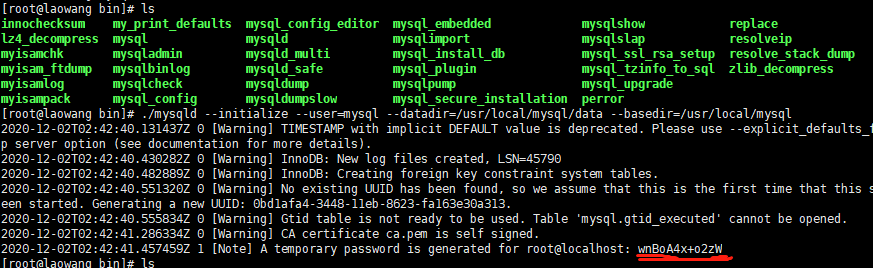 [root@laowang bin]# ls
innochecksum my_print_defaults mysql_config_editor mysql_embedded mysqlshow replace
lz4_decompress mysql mysqld mysqlimport mysqlslap resolveip
myisamchk mysqladmin mysqld_multi mysql_install_db mysql_ssl_rsa_setup resolve_stack_dump
myisam_ftdump mysqlbinlog mysqld_safe mysql_plugin mysql_tzinfo_to_sql zlib_decompress
myisamlog mysqlcheck mysqldump mysqlpump mysql_upgrade
myisampack mysql_config mysqldumpslow mysql_secure_installation perror
[root@laowang bin]# ./mysqld --initialize --user=mysql --datadir=/usr/local/mysql/data --basedir=/usr/local/mysql
2020-12-02T02:42:40.131437Z 0 [Warning] TIMESTAMP with implicit DEFAULT value is deprecated. Please use --explicit_defaults_f
p server option (see documentation for more details).
2020-12-02T02:42:40.430282Z 0 [Warning] InnoDB: New log files created, LSN=45790
2020-12-02T02:42:40.482889Z 0 [Warning] InnoDB: Creating foreign key constraint system tables.
2020-12-02T02:42:40.551320Z 0 [Warning] No existing UUID has been found, so we assume that this is the first time that this s
een started. Generating a new UUID: 0bd1afa4-3448-11eb-8623-fa163e30a313.
2020-12-02T02:42:40.555834Z 0 [Warning] Gtid table is not ready to be used. Table 'mysql.gtid_executed' cannot be opened.
2020-12-02T02:42:41.286334Z 0 [Warning] CA certificate ca.pem is self signed.
2020-12-02T02:42:41.457459Z 1 [Note] A temporary password is generated for root@localhost: wnBoA4x+o2zW
[root@laowang bin]# ls